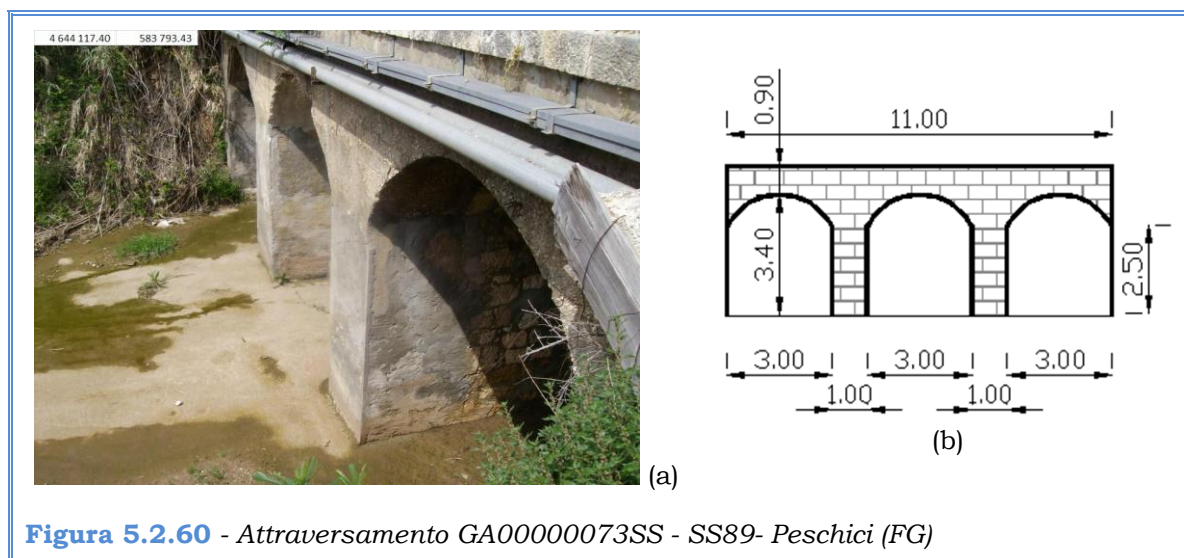 4 644 117.40 583 793.43
0.90
11.00
3.40
2.50
3.00 3.00 3.00
1.00 1.00
(a)
(b)
Figura 5.2.60 - Attraversamento GA00000073SS - SS89- Peschici (FG)